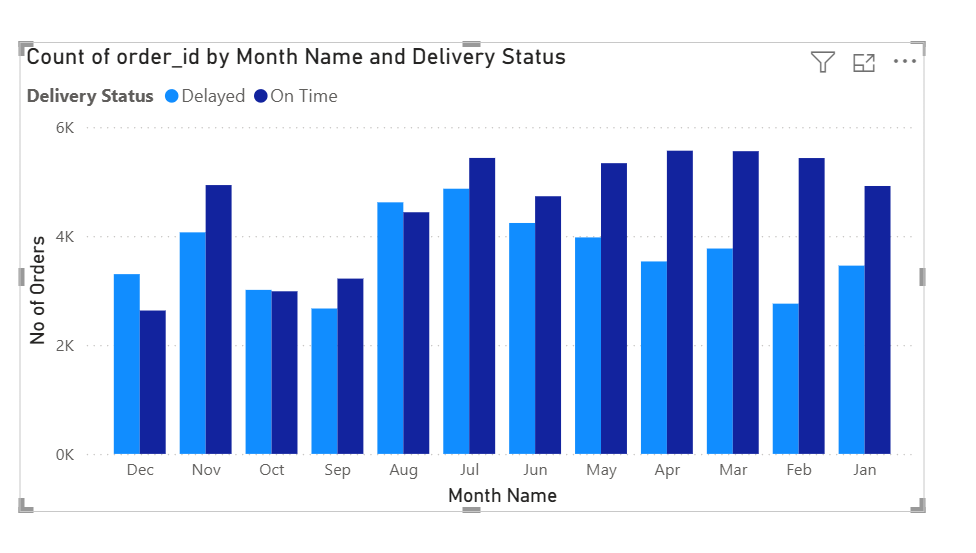 Count of order_id by Month Name and Delivery Status
Delivery Status Delayed On Time
6K
4K
2K
0K
No of Orders
Dec Nov Oct Sep Aug Jul Jun May Apr Mar Feb Jan
Month Name